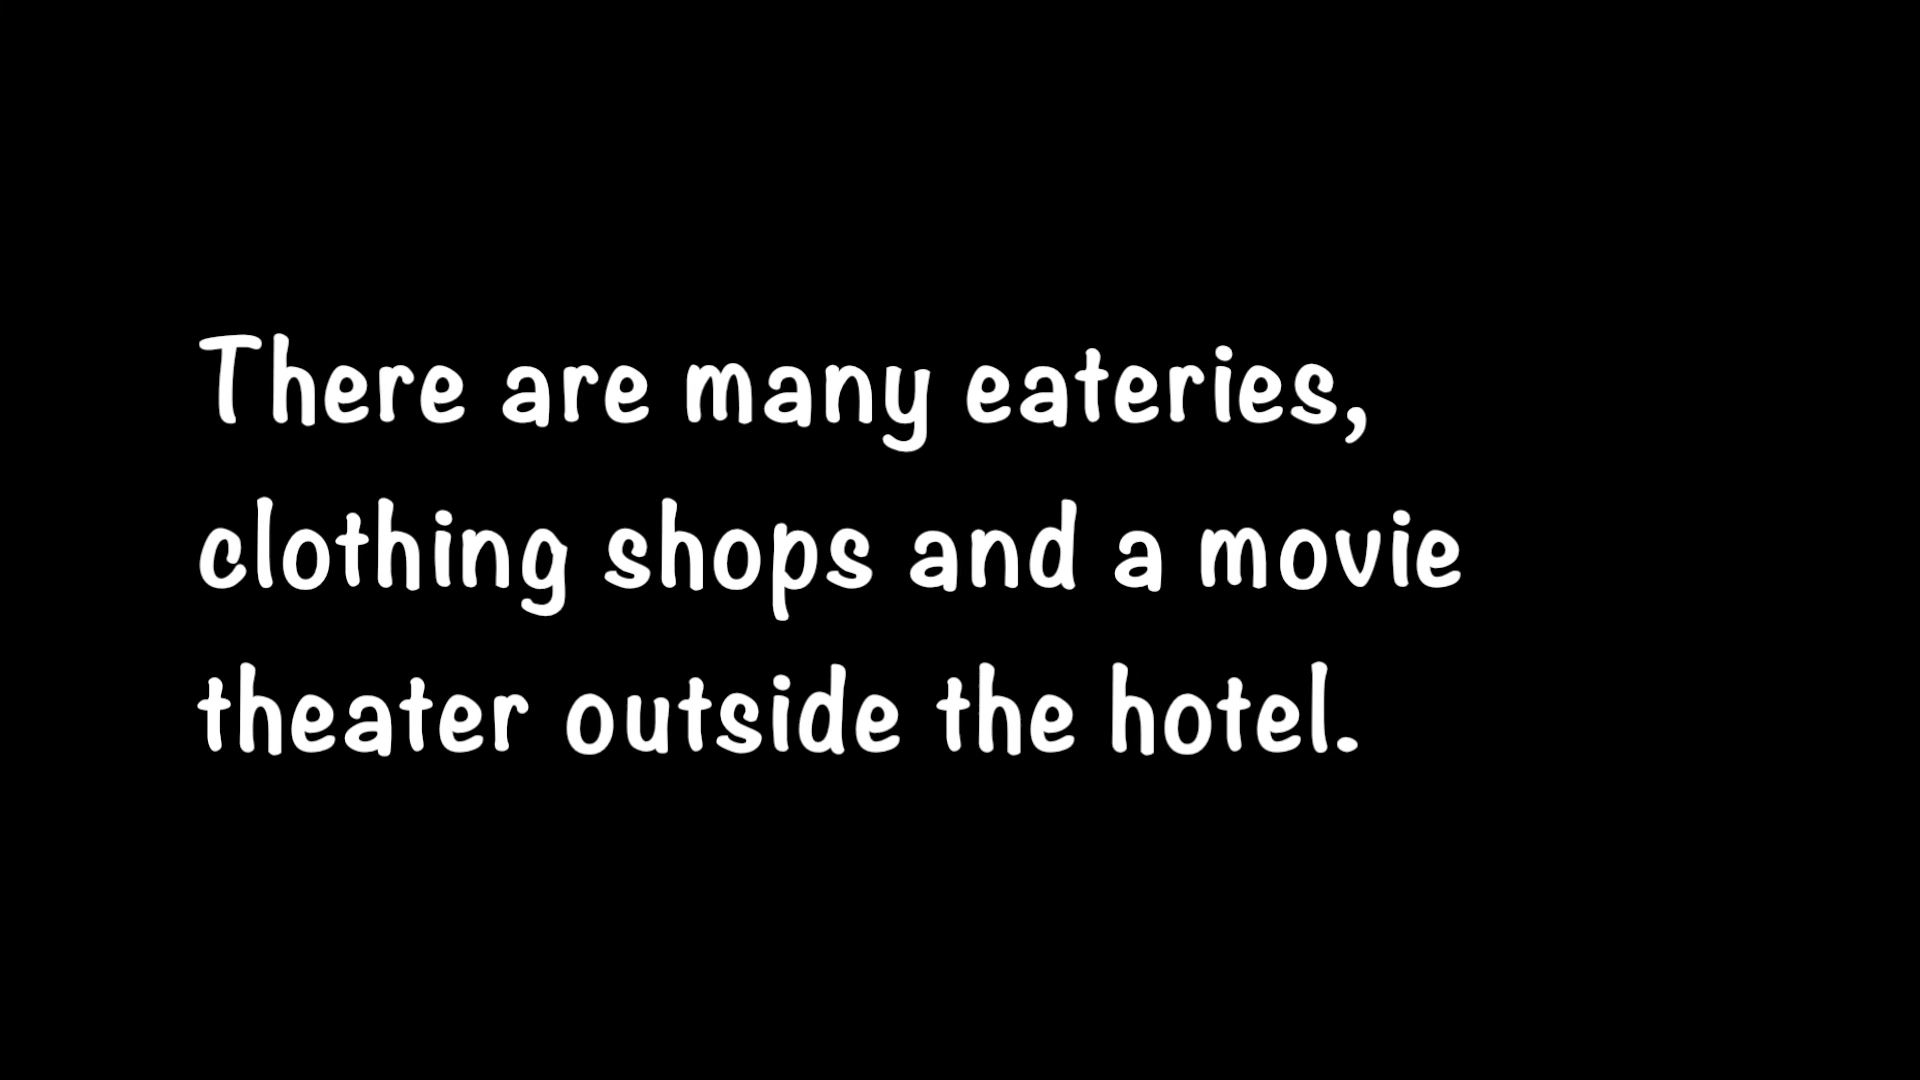 There are many eateries,
clothing shops and a movie
theater outside the hotel.